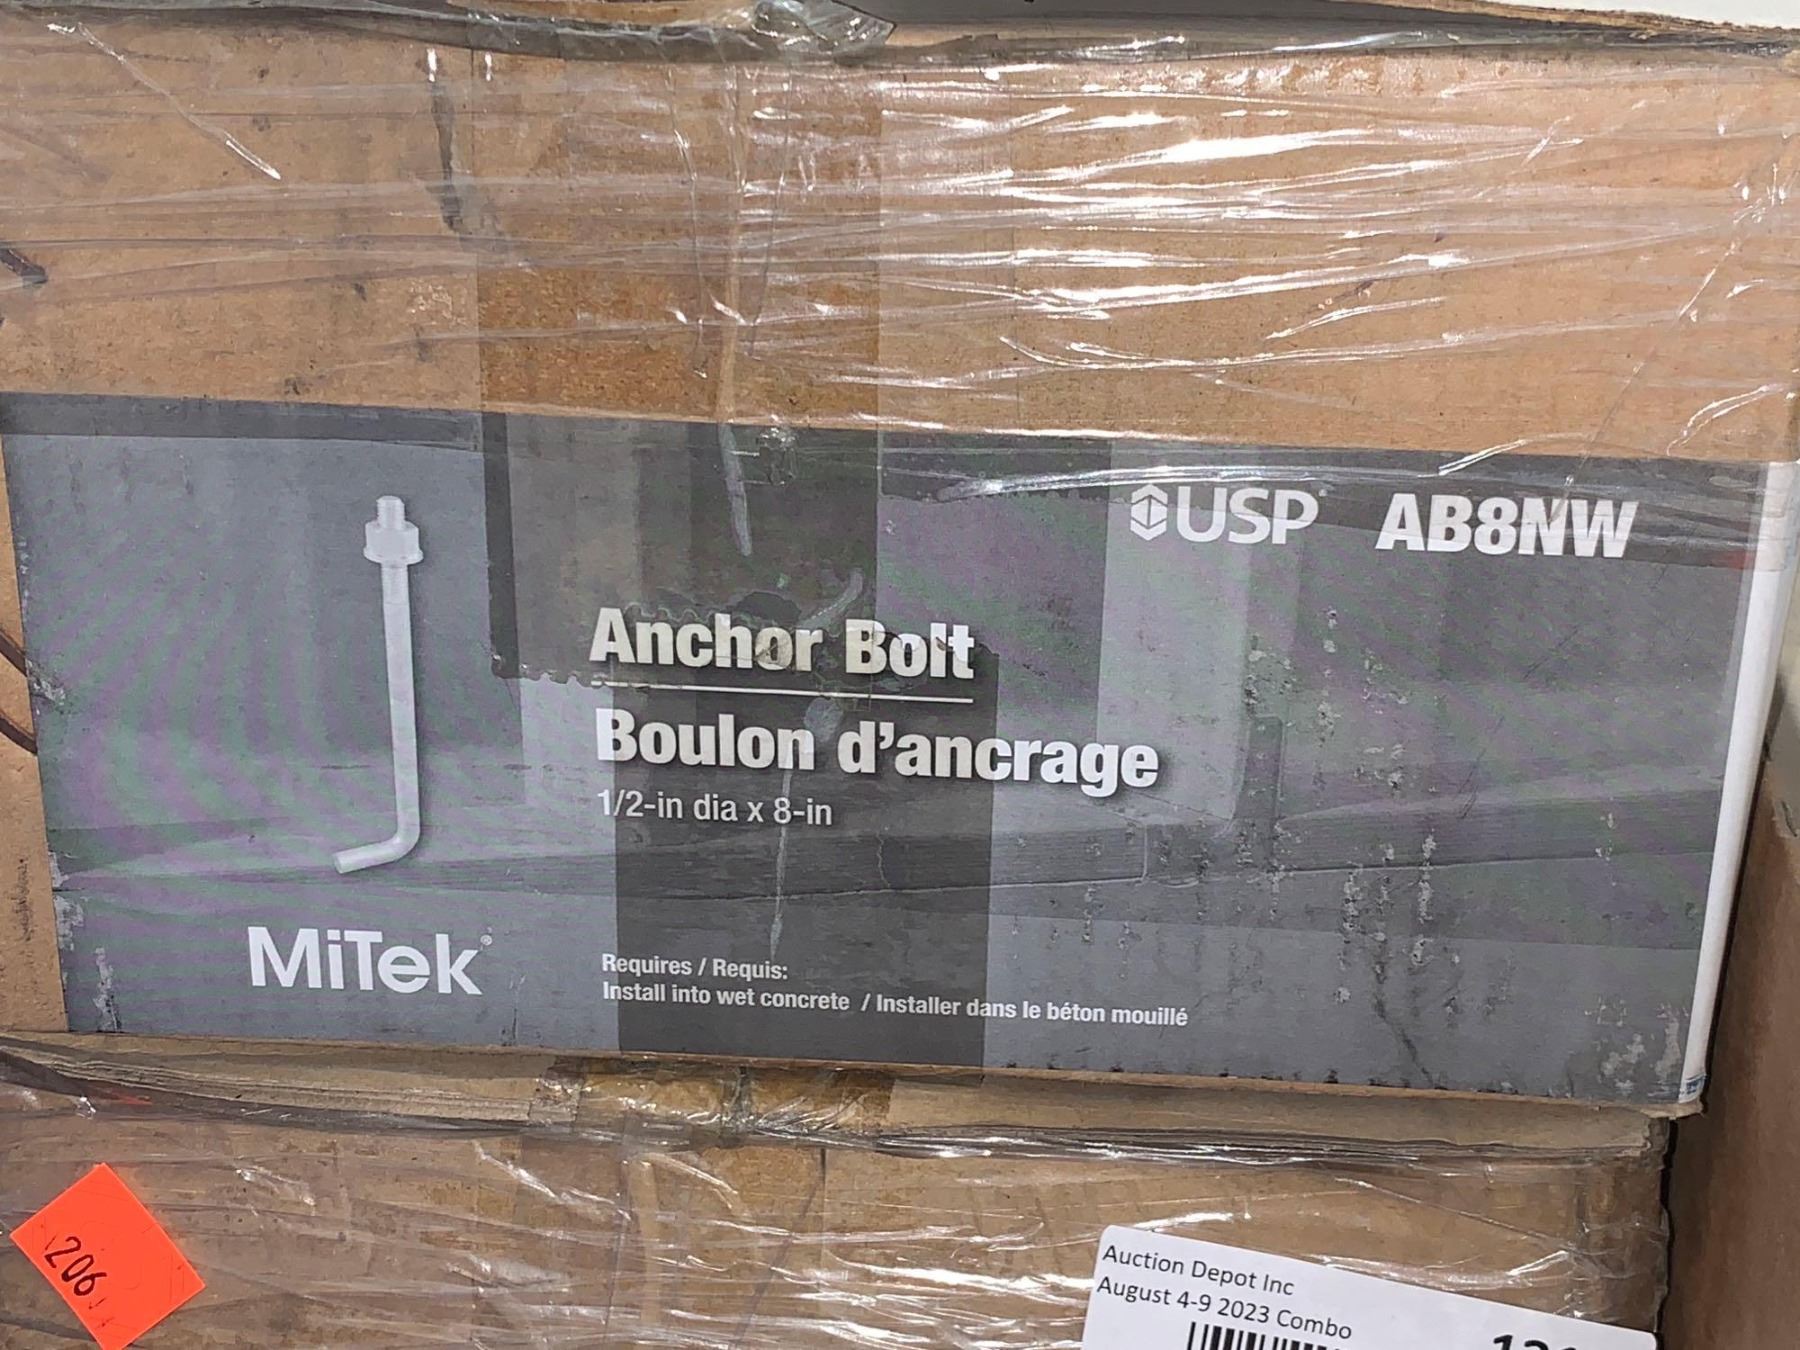 USP AB8NW
Anchor Bolt
Boulon d'ancrage
1/2-in dia x 8-in
MiTek®
Requires / Requis:
Install into wet concrete / Installer dans le béton mouillé
206
Auction Depot Inc
August 4-9 2023 Combo